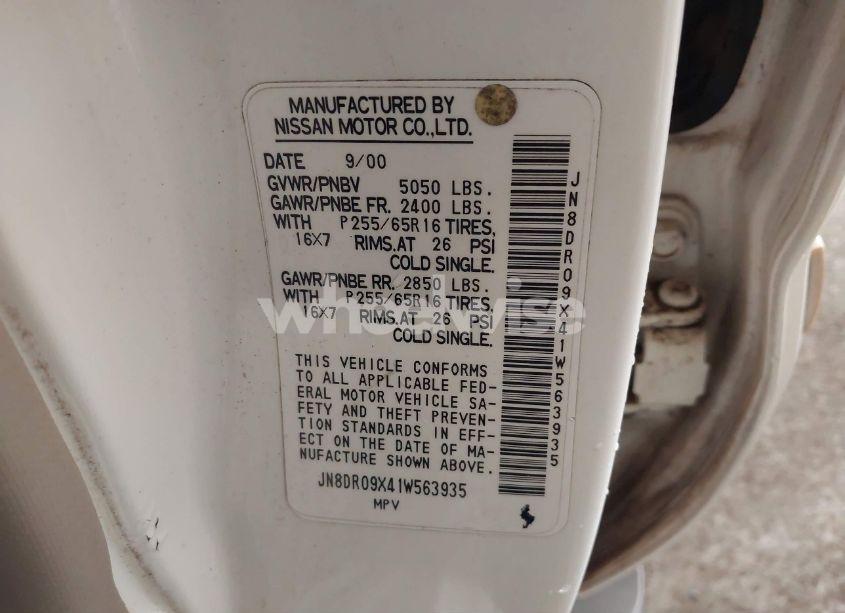 MANUFACTURED BY
NISSAN MOTOR CO.,LTD.
DATE 9/00
GVWR/PNBV 5050 LBS.
GAWR/PNBE FR. 2400 LBS.
WITH P255/65R16 TIRES,
16X7 RIMS.AT 26 PSI
COLD SINGLE.
GAWR/PNBE RR. 2850 LBS.
WITH P255/65R16 TIRES,
16X7 RIMS.AT 26 PSI
COLD SINGLE.
THIS VEHICLE CONFORMS
TO ALL APPLICABLE FED-
ERAL MOTOR VEHICLE SA-
FETY AND THEFT PREVEN-
TION STANDARDS IN EFF-
ECT ON THE DATE OF MA-
NUFACTURE SHOWN ABOVE.
JN8DR09X41W563935
MPV
JN8DR09X41W563935
wheelwise